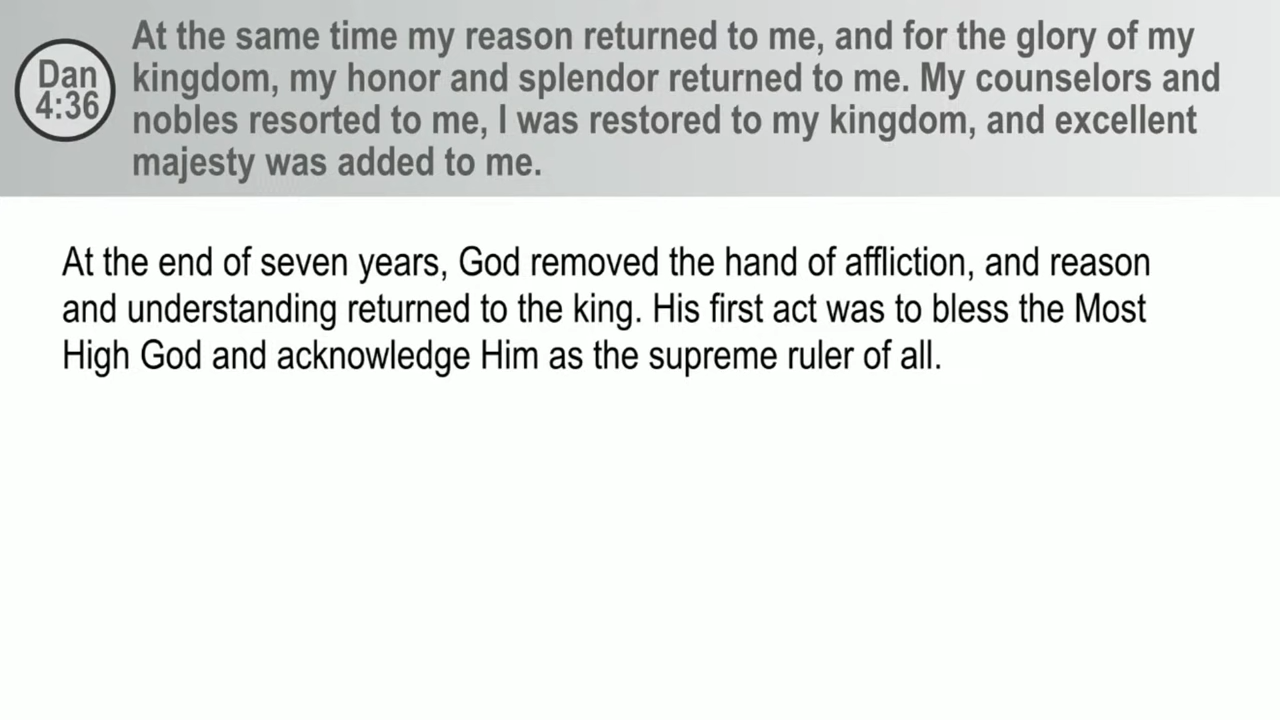 Dan
4:36
At the same time my reason returned to me, and for the glory of my
kingdom, my honor and splendor returned to me. My counselors and
nobles resorted to me, I was restored to my kingdom, and excellent
majesty was added to me.
At the end of seven years, God removed the hand of affliction, and reason
and understanding returned to the king. His first act was to bless the Most
High God and acknowledge Him as the supreme ruler of all.